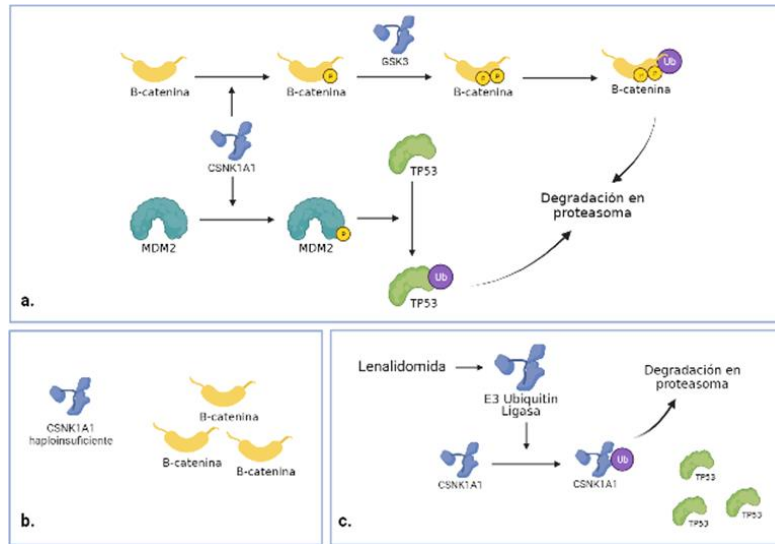 GSK3
B-catenina
P
B-catenina
P P
B-catenina
P P Ub
B-catenina
CSNK1A1
TP53
Degradación en
proteasoma
MDM2
P
MDM2
Ub
TP53
a.
CSNK1A1
haploinsuficiente
B-catenina
B-catenina
B-catenina
b.
Lenalidomida
E3 Ubiquitin
Ligasa
Degradación en
proteasoma
CSNK1A1
Ub
CSNK1A1
TP53
TP53
TP53
c.